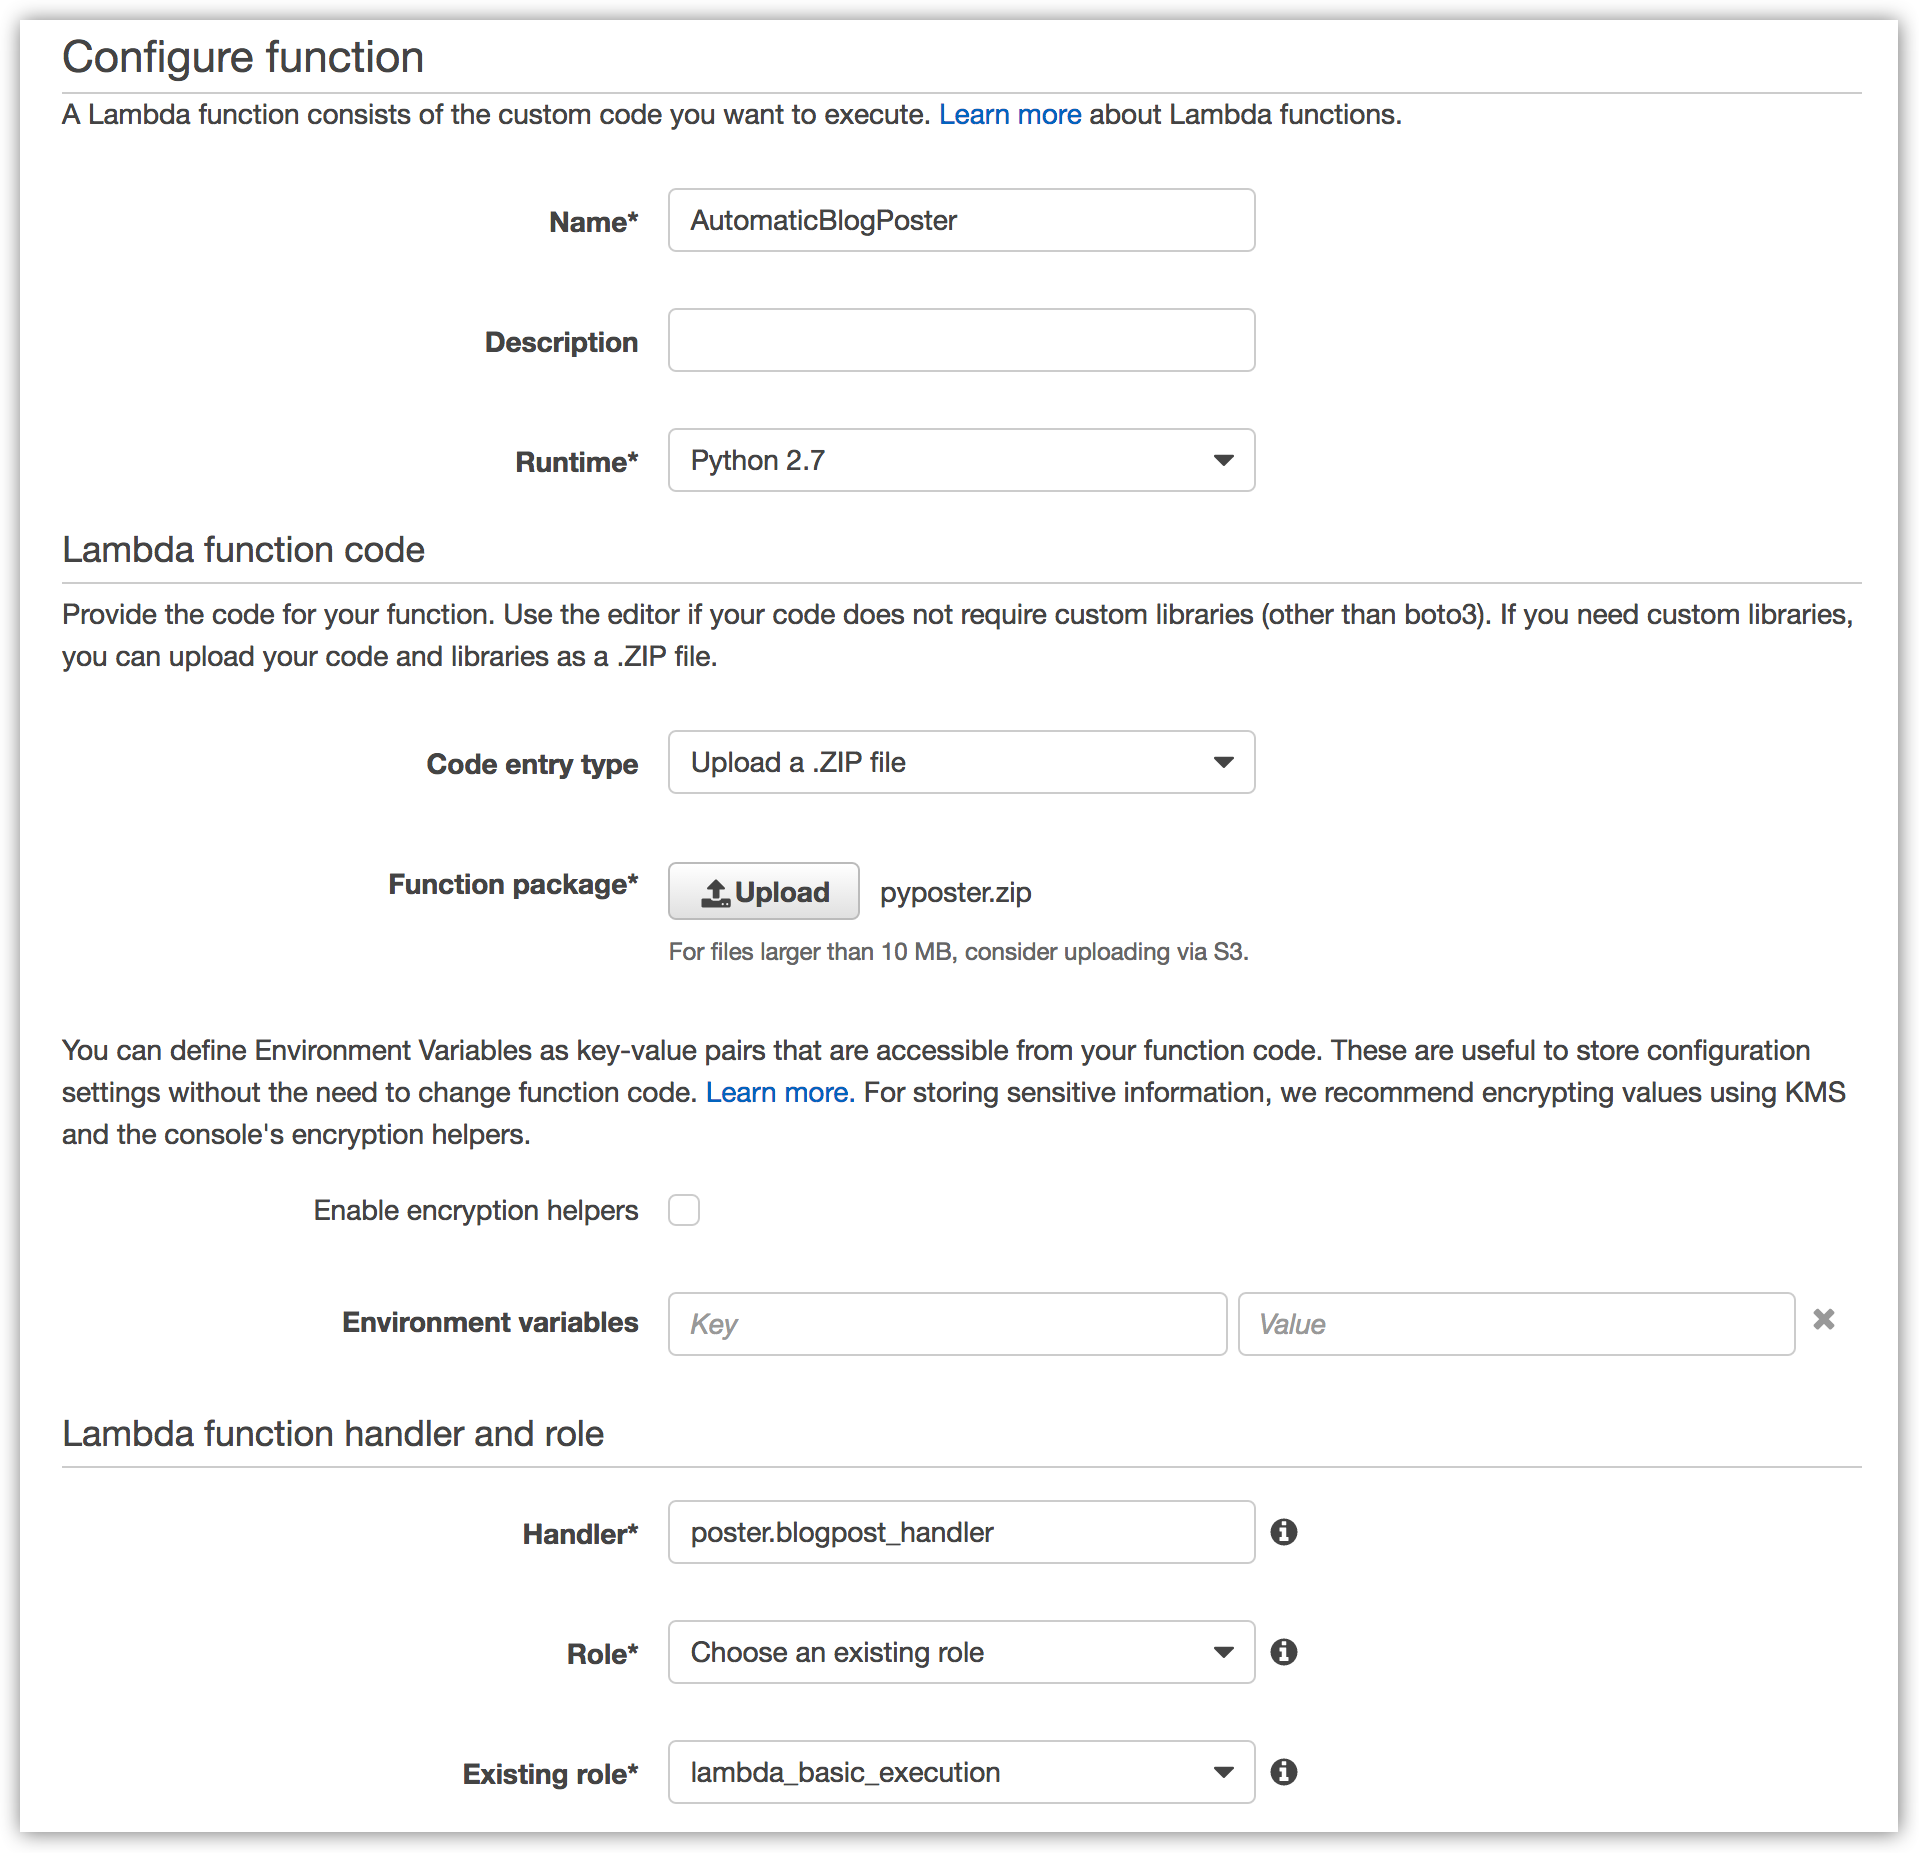 Configure function
A Lambda function consists of the custom code you want to execute. Learn more about Lambda functions.
Name* AutomaticBlogPoster
Description
Runtime* Python 2.7
Lambda function code
Provide the code for your function. Use the editor if your code does not require custom libraries (other than boto3). If you need custom libraries,
you can upload your code and libraries as a .ZIP file.
Code entry type Upload a .ZIP file
Function package* Upload pyposter.zip
For files larger than 10 MB, consider uploading via S3.
You can define Environment Variables as key-value pairs that are accessible from your function code. These are useful to store configuration
settings without the need to change function code. Learn more. For storing sensitive information, we recommend encrypting values using KMS
and the console's encryption helpers.
Enable encryption helpers
Environment variables Key Value
Lambda function handler and role
Handler* poster.blogpost_handler
Role* Choose an existing role
Existing role* lambda_basic_execution